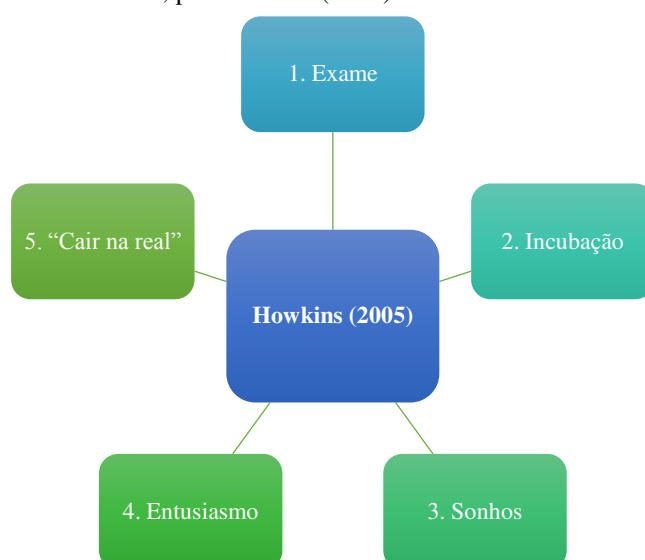 1. Exame
5. “Cair na real”
2. Incubação
Howkins (2005)
4. Entusiasmo
3. Sonhos